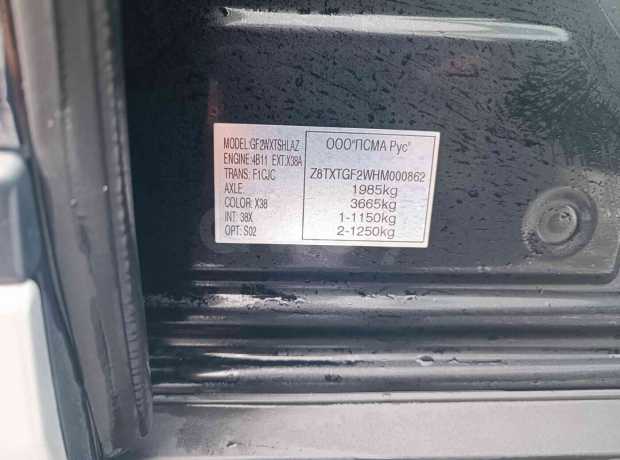 MODEL: GF2WXTSHLAZ
ENGINE: 4B11 EXT: X38A
TRANS: F1CJC
AXLE:
COLOR: X38
INT: 38X
OPT: S02
ООО"ПСМА Рус"
Z8TXTGF2WHM000862
1985kg
3665kg
1-1150kg
2-1250kg